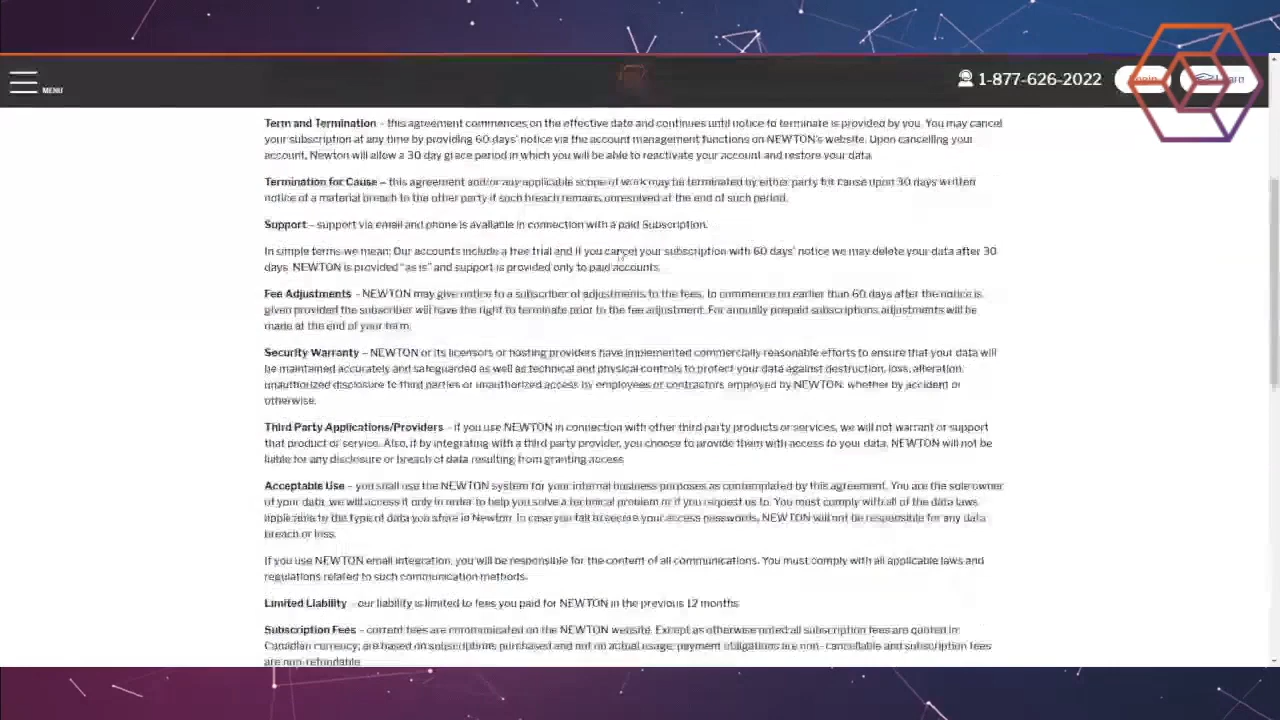 MENU
1-877-626-2022
Login
Learn
Term and Termination – this agreement commences on the effective date and continues until notice to terminate is provided by you. You may cancel
your subscription at any time by providing 60 days' notice via the account management functions on NEWTON's website. Upon cancelling your
account, Newton will allow a 30 day grace period in which you will be able to reactivate your account and restore your data.
Termination for Cause – this agreement and/or any applicable scope of work may be terminated by either party for cause upon 30 days written
notice of a material breach to the other party if such breach remains unresolved at the end of such period.
Support – support via email and phone is available in connection with a paid Subscription.
In simple terms we mean: Our accounts include a free trial and if you cancel your subscription with 60 days' notice we may delete your data after 30
days. NEWTON is provided "as is" and support is provided only to paid accounts.
Fee Adjustments – NEWTON may give notice to a subscriber of adjustments to the fees, to commence no earlier than 60 days after the notice is
given provided the subscriber will have the right to terminate prior to the fee adjustment. For annually prepaid subscriptions adjustments will be
made at the end of your term.
Security Warranty – NEWTON or its licensors or hosting providers have implemented commercially reasonable efforts to ensure that your data will
be maintained accurately and safeguarded as well as technical and physical controls to protect your data against destruction, loss, alteration,
unauthorized disclosure to third parties or unauthorized access by employees or contractors employed by NEWTON, whether by accident or
otherwise.
Third Party Applications/Providers – if you use NEWTON in connection with other third party products or services, we will not warrant or support
that product or service. Also, if by integrating with a third party provider, you choose to provide them with access to your data, NEWTON will not be
liable for any disclosure or breach of data resulting from granting access.
Acceptable Use – you shall use the NEWTON system for your internal business purposes as contemplated by this agreement. You are the sole owner
of your data, we will access it only in order to help you solve a technical problem or if you request us to. You must comply with all of the data laws
applicable to the type of data you store in Newton. In case you fail to secure your access passwords, NEWTON will not be responsible for any data
breach or loss.
If you use NEWTON email integration, you will be responsible for the content of all communications. You must comply with all applicable laws and
regulations related to such communication methods.
Limited Liability – our liability is limited to fees you paid for NEWTON in the previous 12 months
Subscription Fees – current fees are communicated on the NEWTON website. Except as otherwise noted all subscription fees are quoted in
Canadian currency, are based on subscriptions purchased and not on actual usage, payment obligations are non-cancellable and subscription fees
are non-refundable